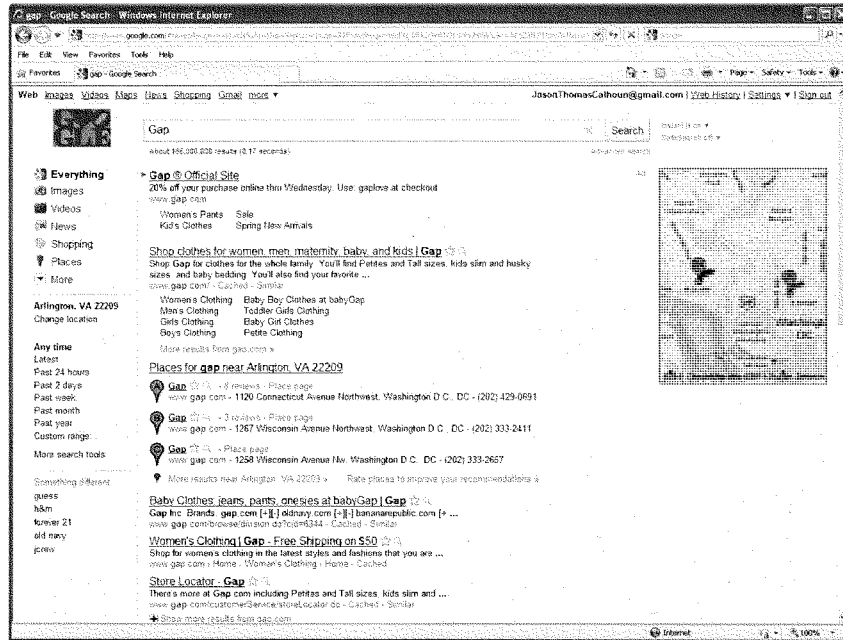 gap - Google Search - Windows Internet Explorer
File Edit View Favorites Tools Help
Favorites gap - Google Search
Page Safety Tools
Web Images Videos Maps News Shopping Gmail more
JasonThomasCalhoun@gmail.com | Web History | Settings | Sign out
Gap
Search
About 166,000,000 results (0.17 seconds)
Advanced search
Everything
Images
Videos
News
Shopping
Places
More
Arlington, VA 22209
Change location
Any time
Latest
Past 24 hours
Past 2 days
Past week
Past month
Past year
Custom range...
More search tools
Something different
guess
h&m
forever 21
old navy
jcrew
Gap ® Official Site
Ad
20% off your purchase online thru Wednesday. Use: gaplove at checkout
www.gap.com
Women's Pants Sale
Kid's Clothes Spring New Arrivals
Shop clothes for women, men, maternity, baby, and kids | Gap
Shop Gap for clothes for the whole family. You'll find Petites and Tall sizes, kids slim and husky
sizes, and baby bedding. You'll also find your favorite ...
www.gap.com/ - Cached - Similar
Women's Clothing Baby Boy Clothes at babyGap
Men's Clothing Toddler Girls Clothing
Girls Clothing Baby Girl Clothes
Boys Clothing Petite Clothing
More results from gap.com »
Places for gap near Arlington, VA 22209
A Gap - 8 reviews - Place page
www.gap.com - 1120 Connecticut Avenue Northwest, Washington D.C., DC - (202) 429-0691
B Gap - 3 reviews - Place page
www.gap.com - 1267 Wisconsin Avenue Northwest, Washington D.C., DC - (202) 333-2411
C Gap - Place page
www.gap.com - 1258 Wisconsin Avenue Nw, Washington D.C., DC - (202) 333-2657
More results near Arlington, VA 22209 » Rate places to improve your recommendations »
Baby Clothes: jeans, pants, onesies at babyGap | Gap
Gap Inc. Brands. gap.com [+][-] oldnavy.com [+][-] bananarepublic.com [+ ...
www.gap.com/browse/division.do?cid=6344 - Cached - Similar
Women's Clothing | Gap - Free Shipping on $50
Shop for women's clothing in the latest styles and fashions that you are ...
www.gap.com › Home › Women's Clothing › Home - Cached
Store Locator - Gap
There's more at Gap.com including Petites and Tall sizes, kids slim and ...
www.gap.com/customerService/storeLocator.do - Cached - Similar
Show more results from gap.com
Internet 100%